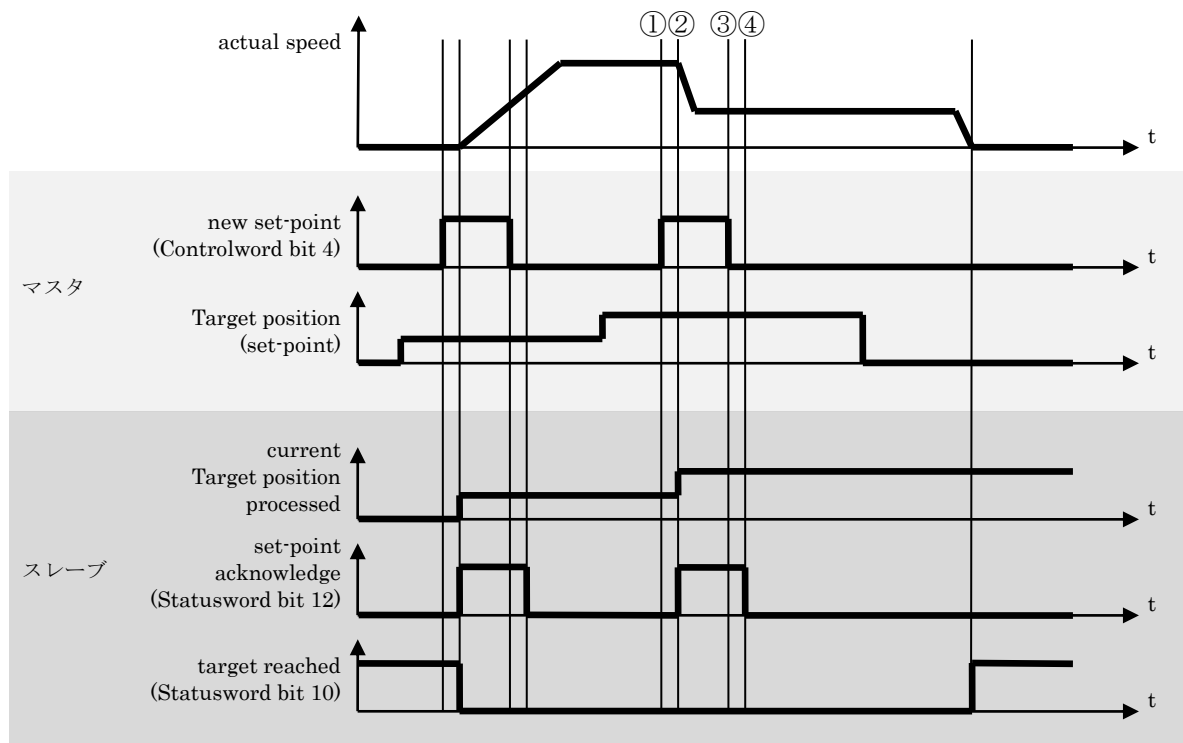 ①② ③④
actual speed
t
new set-point
(Controlword bit 4)
t
マスタ
Target position
(set-point)
t
current
Target position
processed
t
スレーブ
set-point
acknowledge
(Statusword bit 12)
t
target reached
(Statusword bit 10)
t